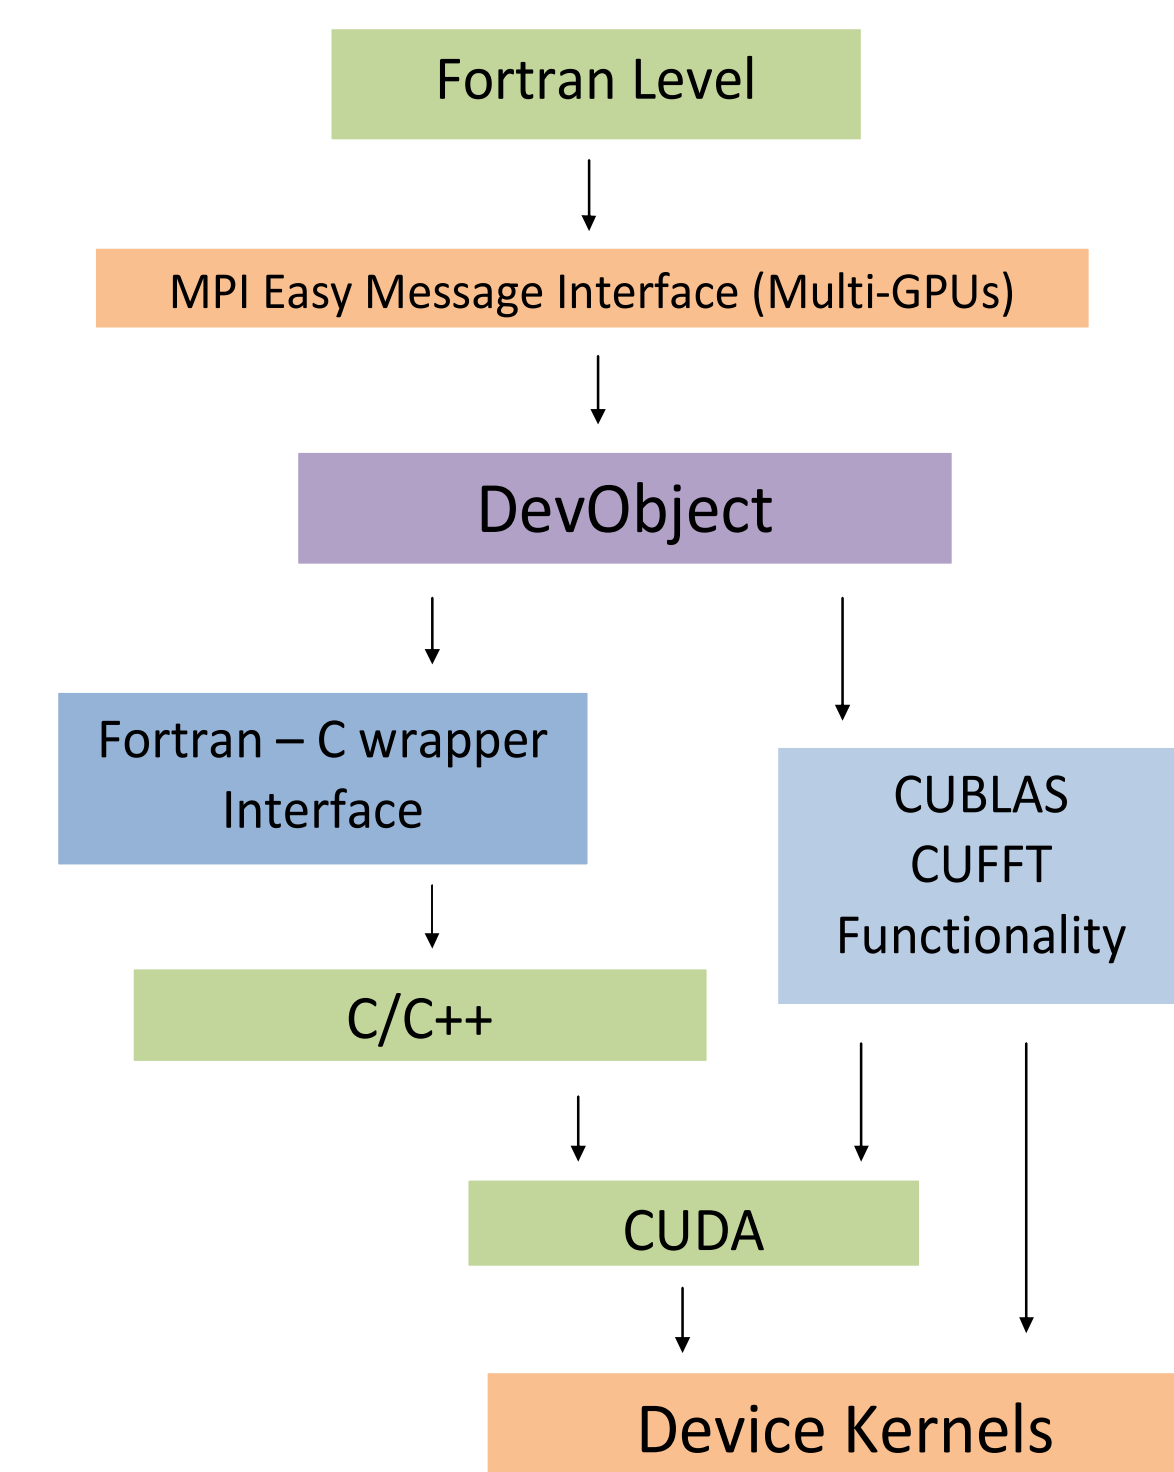 Fortran Level
MPI Easy Message Interface (Multi-GPUs)
DevObject
Fortran – C wrapper
Interface
CUBLAS
CUFFT
Functionality
C/C++
CUDA
Device Kernels